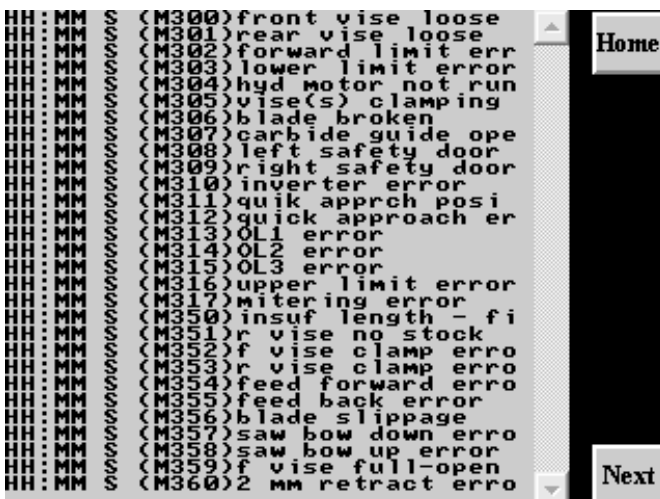 HH:MM S (M300)front vise loose
HH:MM S (M301)rear vise loose
HH:MM S (M302)forward limit err
HH:MM S (M303)lower limit error
HH:MM S (M304)hyd motor not run
HH:MM S (M305)vise(s) clamping
HH:MM S (M306)blade broken
HH:MM S (M307)carbide guide ope
HH:MM S (M308)left safety door
HH:MM S (M309)right safety door
HH:MM S (M310)inverter error
HH:MM S (M311)quik apprch posi
HH:MM S (M312)quick approach er
HH:MM S (M313)OL1 error
HH:MM S (M314)OL2 error
HH:MM S (M315)OL3 error
HH:MM S (M316)upper limit error
HH:MM S (M317)mitering error
HH:MM S (M350)insuf length - fi
HH:MM S (M351)r vise no stock
HH:MM S (M352)f vise clamp erro
HH:MM S (M353)r vise clamp erro
HH:MM S (M354)feed forward erro
HH:MM S (M355)feed back error
HH:MM S (M356)blade slippage
HH:MM S (M357)saw bow down erro
HH:MM S (M358)saw bow up error
HH:MM S (M359)f vise full-open
HH:MM S (M360)2 mm retract erro
Home
Next